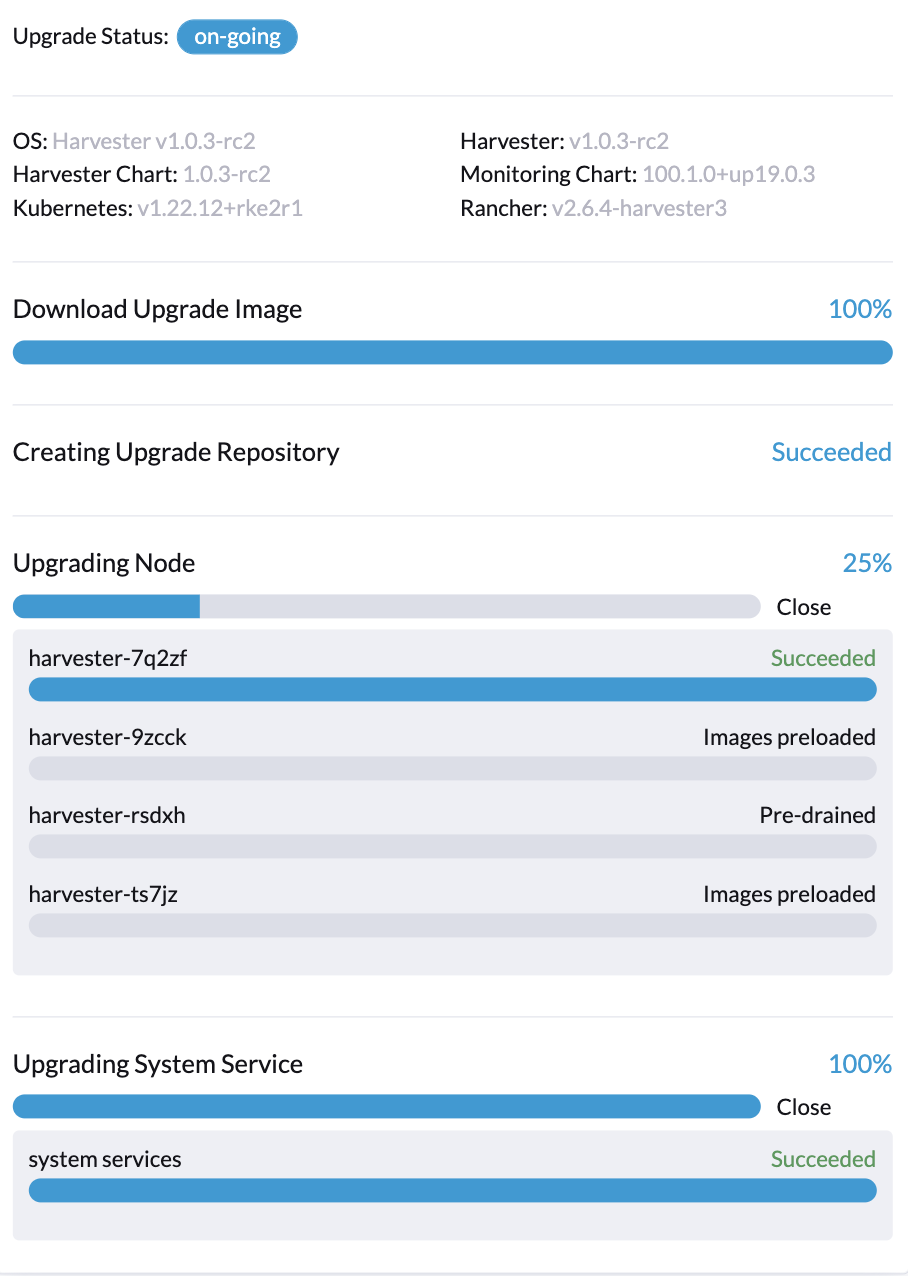 Upgrade Status: on-going
OS: Harvester v1.0.3-rc2
Harvester: v1.0.3-rc2
Harvester Chart: 1.0.3-rc2
Monitoring Chart: 100.1.0+up19.0.3
Kubernetes: v1.22.12+rke2r1
Rancher: v2.6.4-harvester3
Download Upgrade Image 100%
Creating Upgrade Repository Succeeded
Upgrading Node 25%
Close
harvester-7q2zf Succeeded
harvester-9zcck Images preloaded
harvester-rsdxh Pre-drained
harvester-ts7jz Images preloaded
Upgrading System Service 100%
Close
system services Succeeded